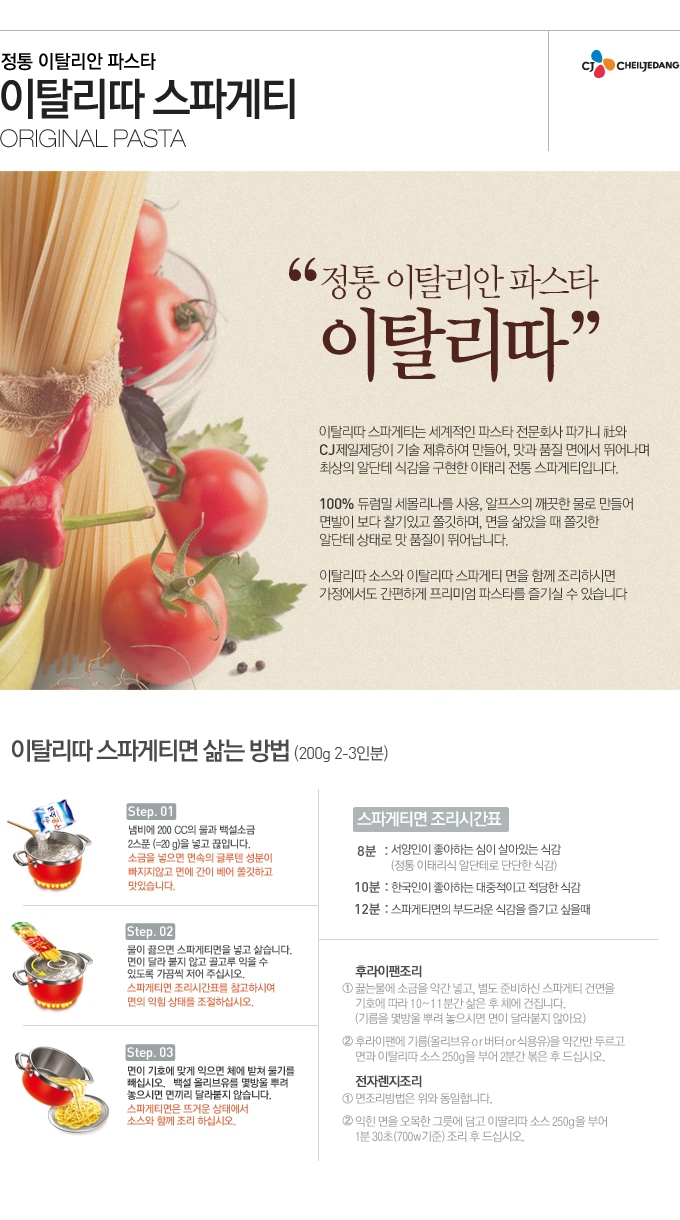 정통 이탈리안 파스타
이탈리따 스파게티
ORIGINAL PASTA
CJ CHEILJEDANG
“정통 이탈리안 파스타
이탈리따”
이탈리따 스파게티는 세계적인 파스타 전문회사 파가니 社와
CJ제일제당이 기술 제휴하여 만들어, 맛과 품질 면에서 뛰어나며
최상의 알단테 식감을 구현한 이태리 전통 스파게티입니다.
100% 듀럼밀 세몰리나를 사용, 알프스의 깨끗한 물로 만들어
면발이 보다 찰기있고 쫄깃하며, 면을 삶았을 때 쫄깃한
알단테 상태로 맛 품질이 뛰어납니다.
이탈리따 소스와 이탈리따 스파게티 면을 함께 조리하시면
가정에서도 간편하게 프리미엄 파스타를 즐기실 수 있습니다
이탈리따 스파게티면 삶는 방법 (200g 2-3인분)
Step. 01
냄비에 200 CC의 물과 백설소금
2스푼 (=20 g)을 넣고 끊입니다.
소금을 넣으면 면속의 글루텐 성분이
빠지지않고 면에 간이 베어 쫄깃하고
맛있습니다.
Step. 02
물이 끓으면 스파게티면을 넣고 삶습니다.
면이 달라 붙지 않고 골고루 익을 수
있도록 가끔씩 저어 주십시오.
스파게티면 조리시간표를 참고하시여
면의 익힘 상태를 조절하십시오.
Step. 03
면이 기호에 맞게 익으면 체에 받쳐 물기를
빼십시오. 백설 올리브유를 몇방울 뿌려
놓으시면 면끼리 달라붙지 않습니다.
스파게티면은 뜨거운 상태에서
소스와 함께 조리 하십시오.
스파게티면 조리시간표
8분 : 서양인이 좋아하는 심이 살아있는 식감
(정통 이태리식 알단테로 단단한 식감)
10분 : 한국인이 좋아하는 대중적이고 적당한 식감
12분 : 스파게티면의 부드러운 식감을 즐기고 싶을때
후라이팬조리
① 끓는물에 소금을 약간 넣고, 별도 준비하신 스파게티 건면을
기호에 따라 10~11분간 삶은 후 체에 건집니다.
(기름을 몇방울 뿌려 놓으시면 면이 달라붙지 않아요)
② 후라이팬에 기름(올리브유 or 버터 or 식용유)을 약간만 두르고
면과 이탈리따 소스 250g을 부어 2분간 볶은 후 드십시오.
전자렌지조리
① 면조리방법은 위와 동일합니다.
② 익힌 면을 오목한 그릇에 담고 이딸리따 소스 250g을 부어
1분 30초(700w기준) 조리 후 드십시오.